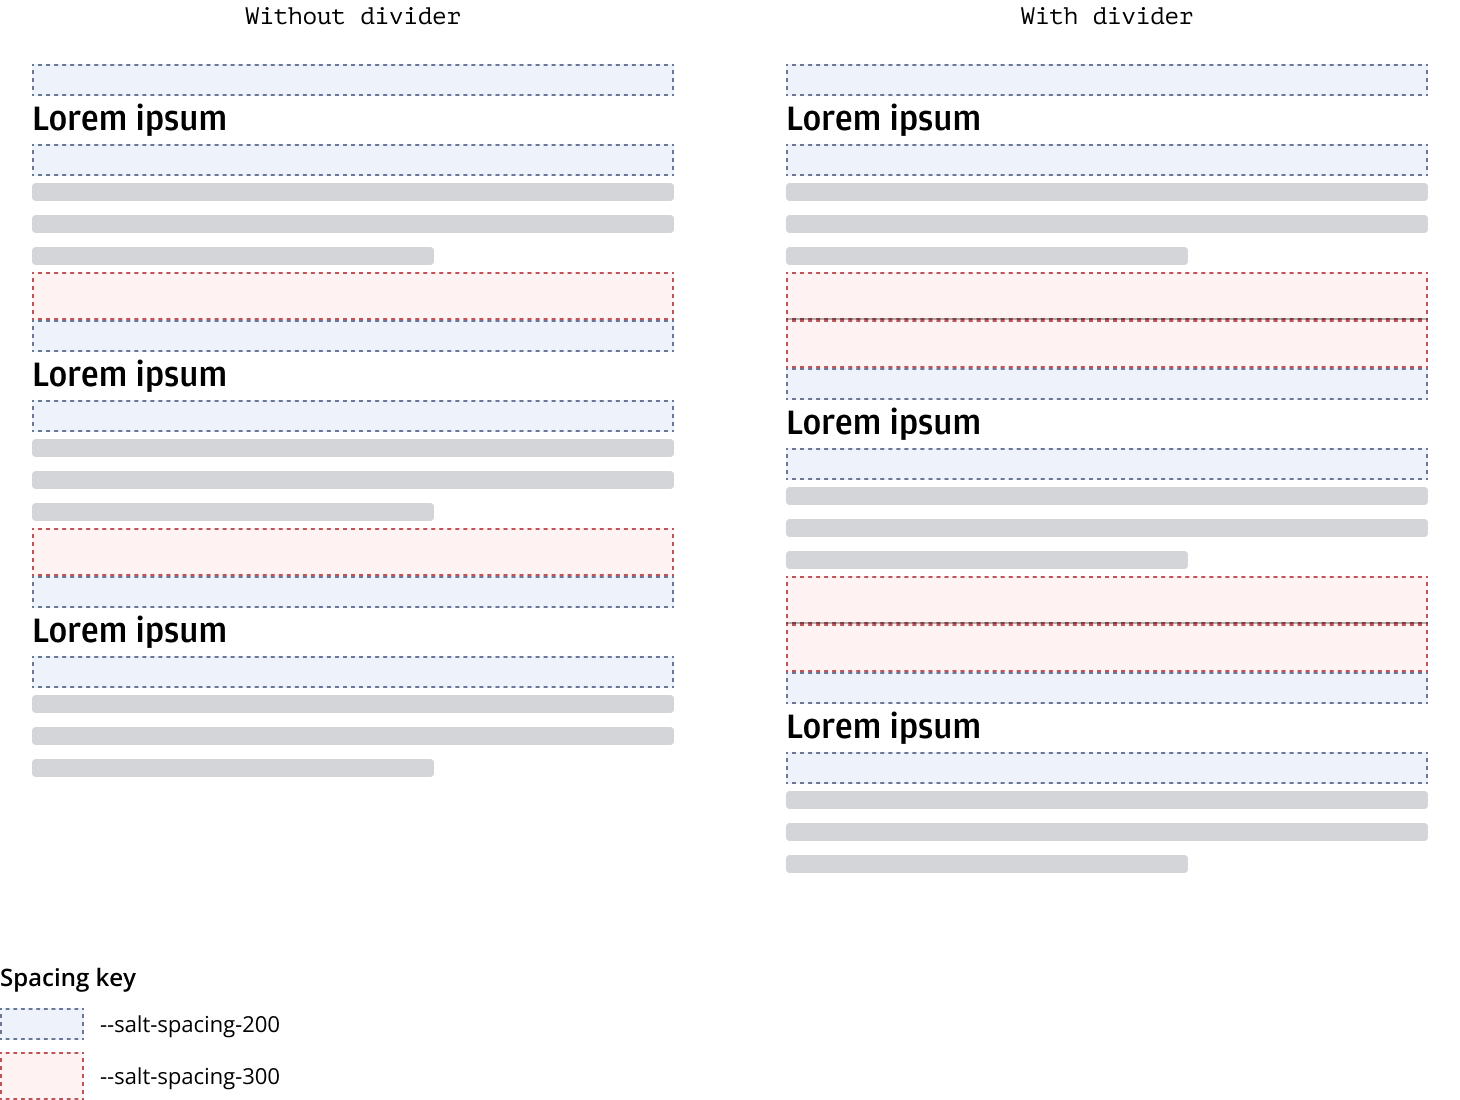 Without divider
Lorem ipsum
Lorem ipsum
Lorem ipsum
With divider
Lorem ipsum
Lorem ipsum
Lorem ipsum
Spacing key
--salt-spacing-200
--salt-spacing-300